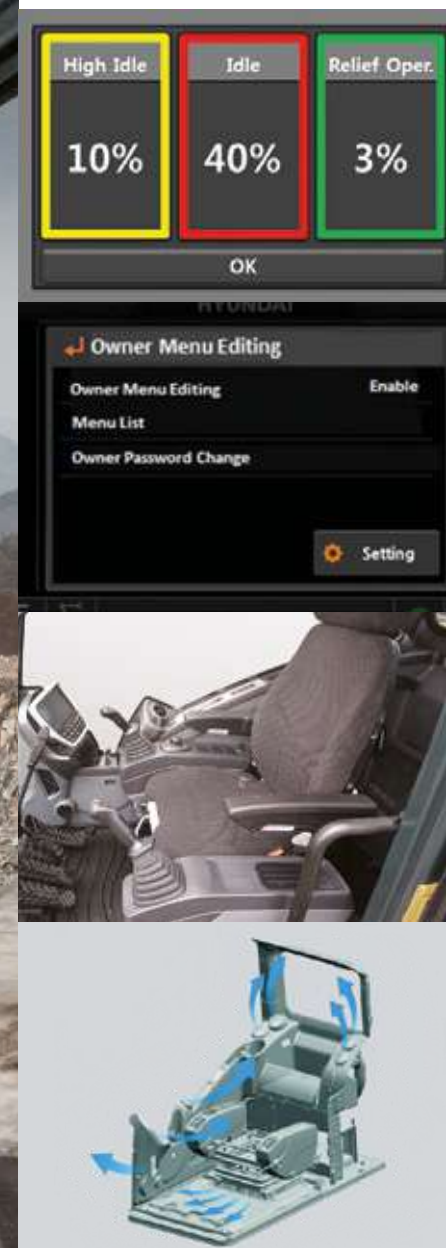 High Idle Idle Relief Oper.
10% 40% 3%
OK
HYUNDAI
Owner Menu Editing
Owner Menu Editing Enable
Menu List
Owner Password Change
Setting